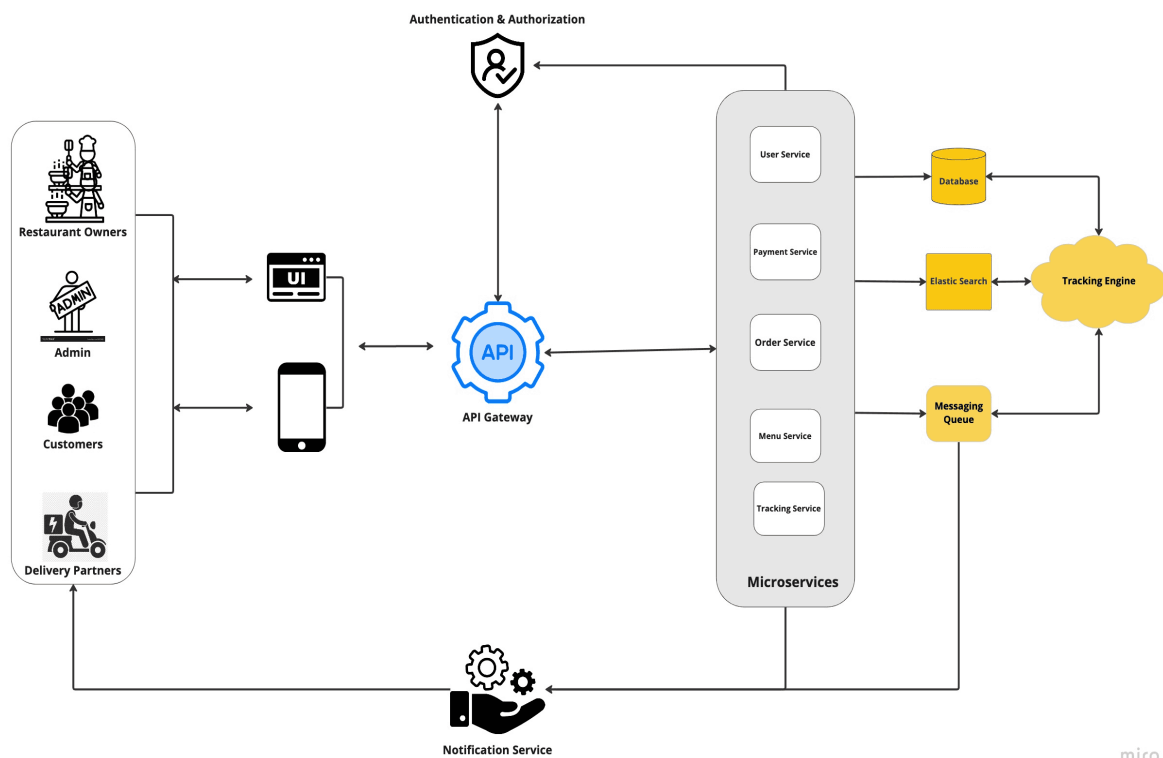 Authentication & Authorization
Restaurant Owners
ADMIN
Admin
Customers
Delivery Partners
UI
API
API Gateway
User Service
Payment Service
Order Service
Menu Service
Tracking Service
Microservices
Database
Elastic Search
Messaging
Queue
Tracking Engine
Notification Service
miro